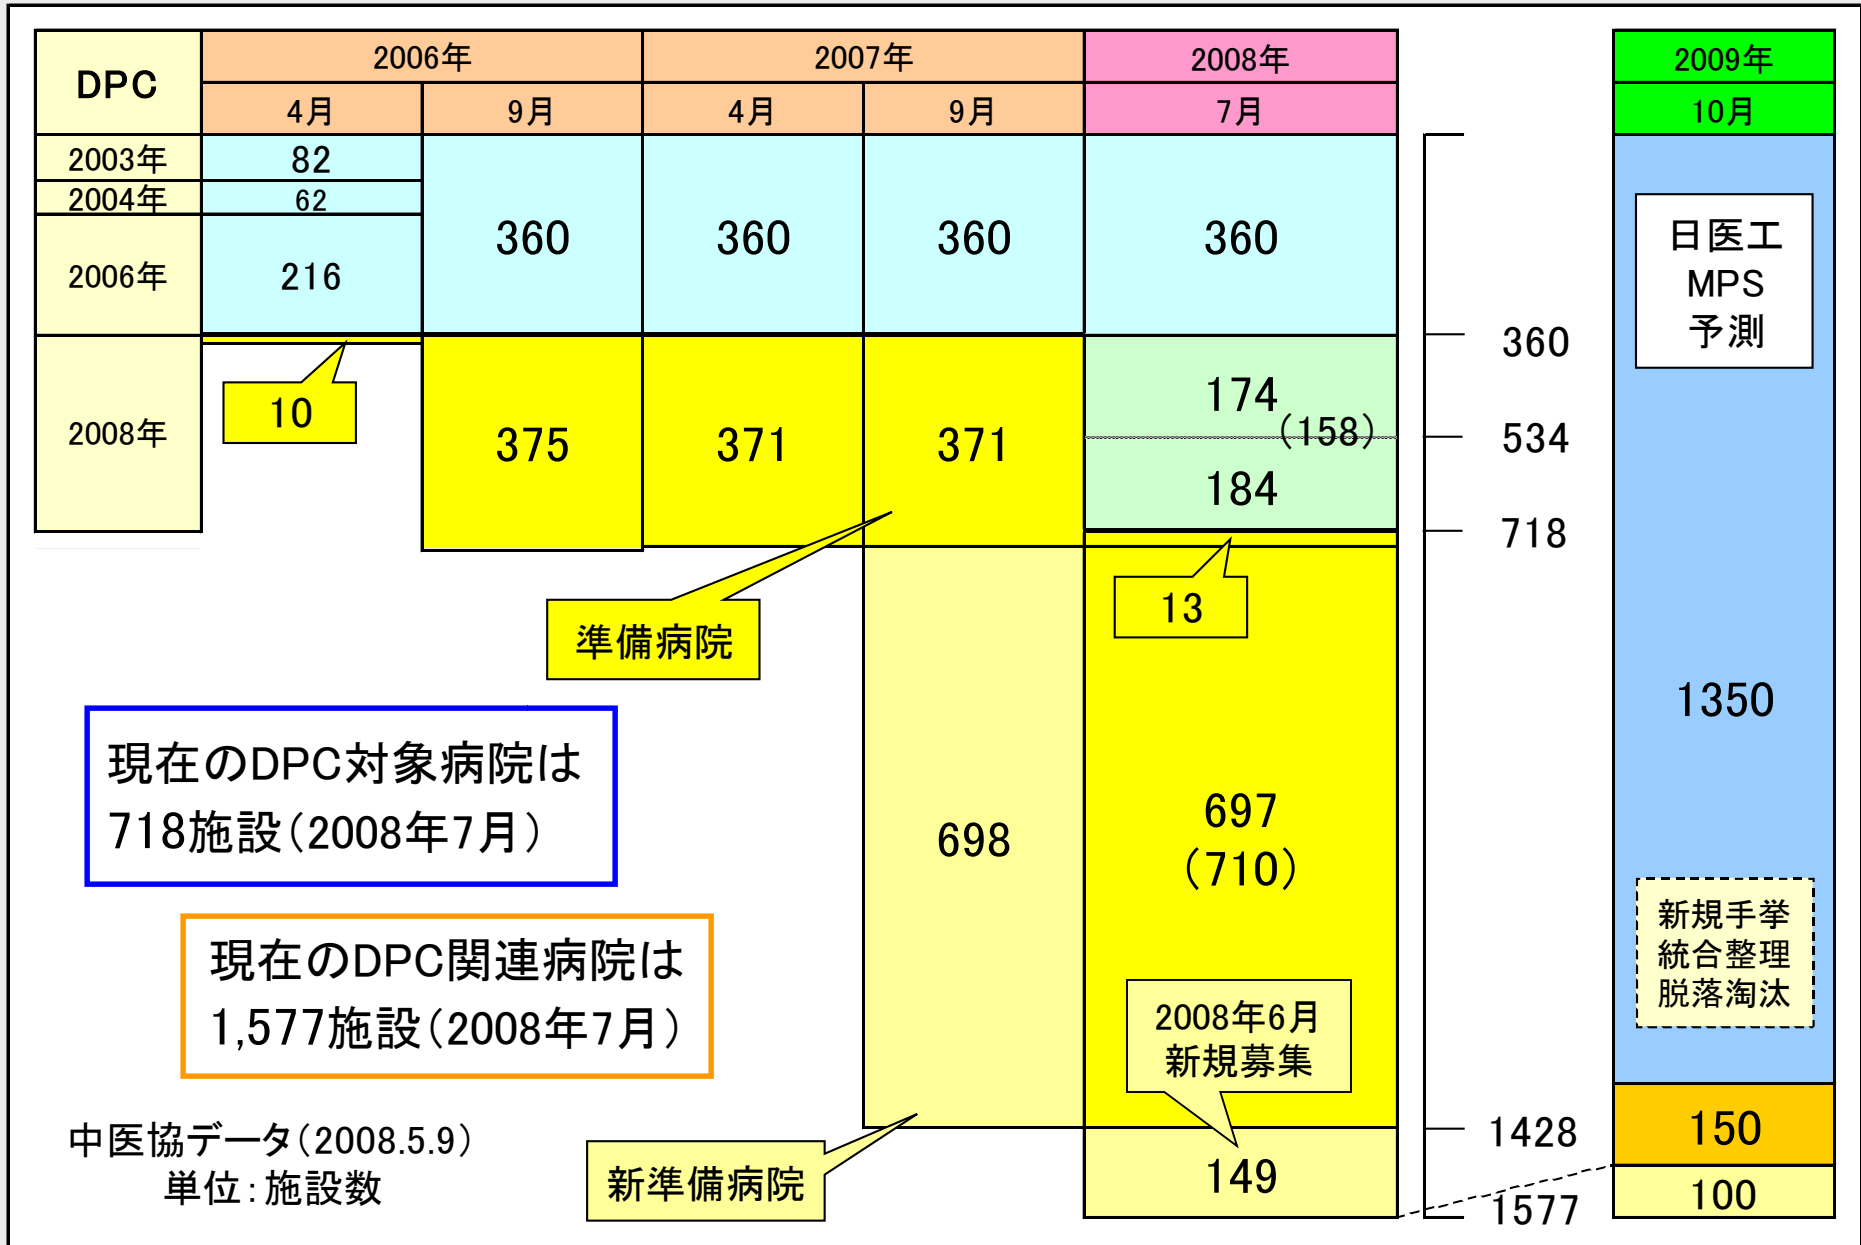 DPC
2006年
2007年
2008年
2009年
4月
9月
4月
9月
7月
10月
2003年
82
2004年
62
2006年
216
360
360
360
360
日医工
MPS
予測
360
2008年
10
375
371
371
174
(158)
184
534
718
準備病院
13
1350
現在のDPC対象病院は
718施設(2008年7月)
698
697
(710)
新規手挙
統合整理
脱落淘汰
現在のDPC関連病院は
1,577施設(2008年7月)
2008年6月
新規募集
中医協データ(2008.5.9)
単位:施設数
新準備病院
149
1428
1577
150
100